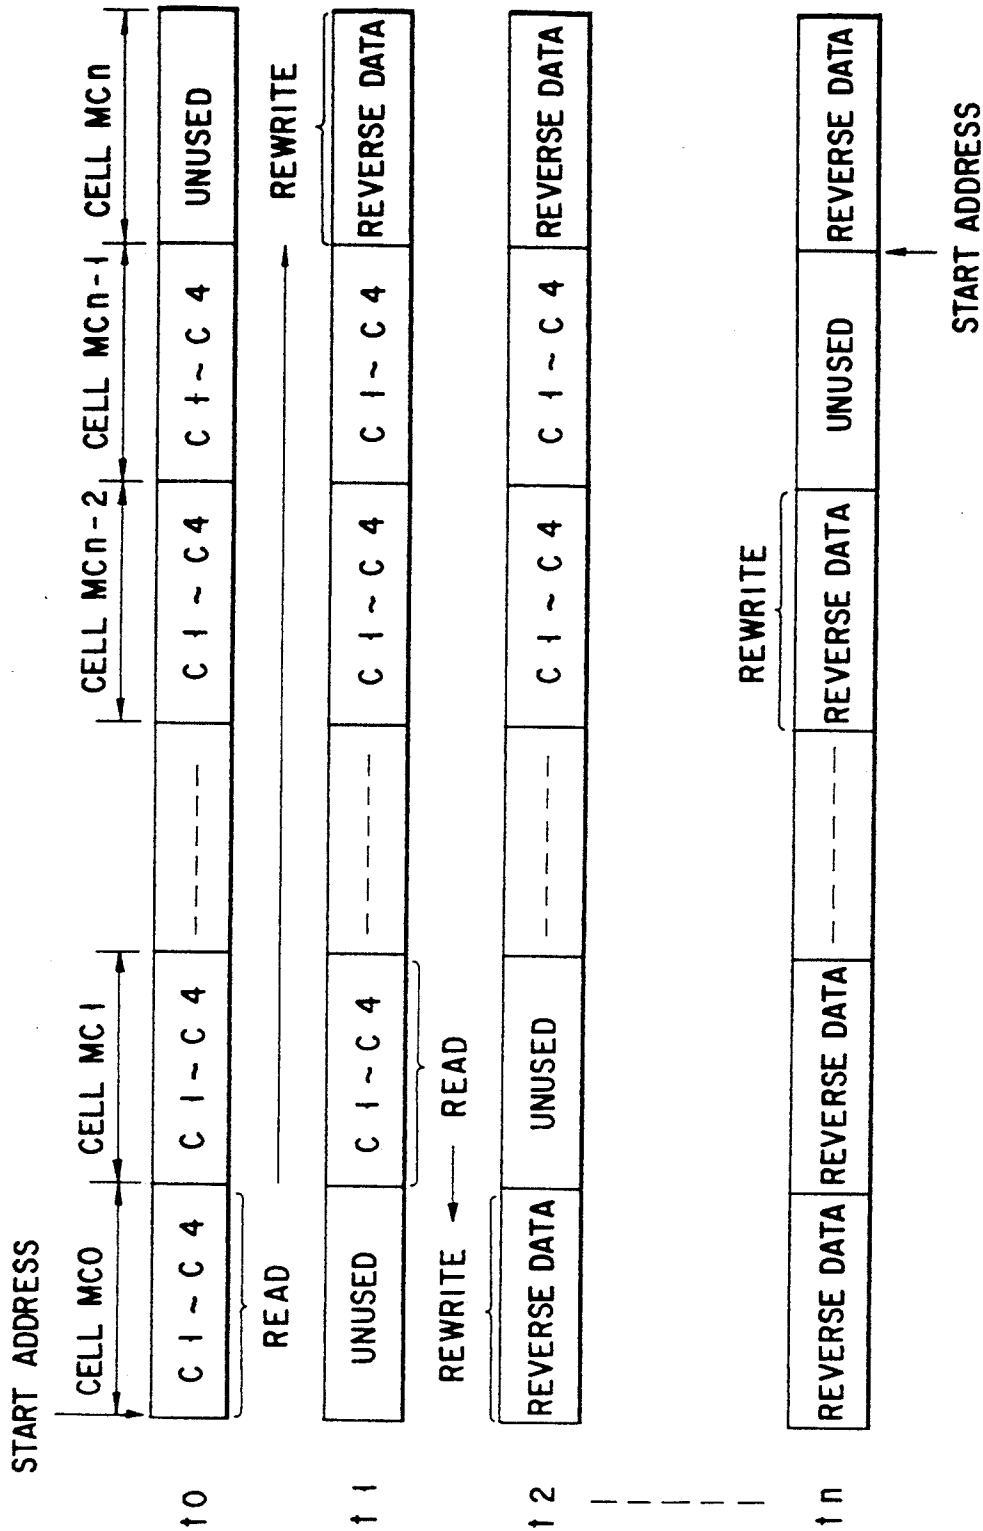 START ADDRESS
CELL MC0 CELL MC1 CELL MCn-2 CELL MCn-1 CELL MCn
t0 C1~C4 C1~C4 ----- C1~C4 C1~C4 UNUSED
READ REWRITE
t1 UNUSED C1~C4 ----- C1~C4 C1~C4 REVERSE DATA
REWRITE READ
t2 REVERSE DATA UNUSED ----- C1~C4 C1~C4 REVERSE DATA
REWRITE
tn REVERSE DATA REVERSE DATA ----- REVERSE DATA UNUSED REVERSE DATA
START ADDRESS